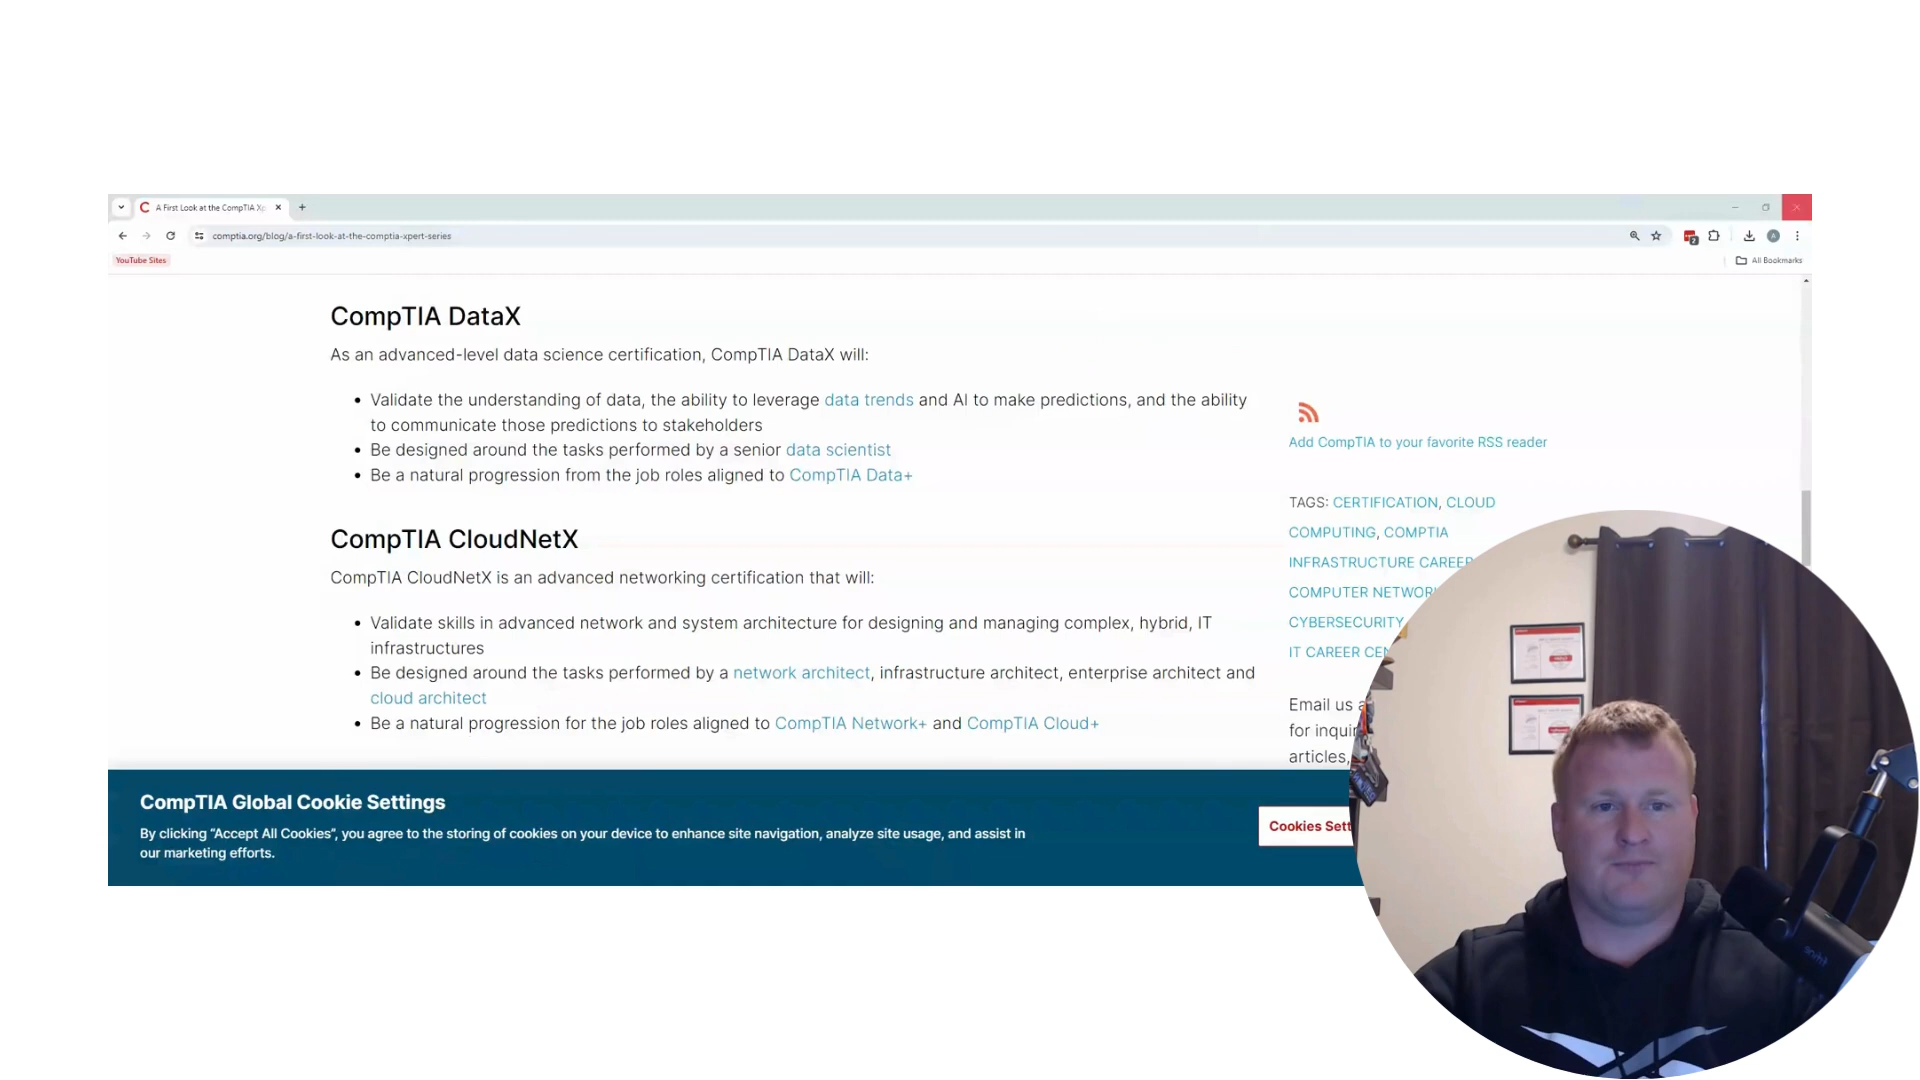 A First Look at the CompTIA Xp
comptia.org/blog/a-first-look-at-the-comptia-xpert-series
YouTube Sites
All Bookmarks
CompTIA DataX
As an advanced-level data science certification, CompTIA DataX will:
• Validate the understanding of data, the ability to leverage data trends and AI to make predictions, and the ability
to communicate those predictions to stakeholders
• Be designed around the tasks performed by a senior data scientist
• Be a natural progression from the job roles aligned to CompTIA Data+
CompTIA CloudNetX
CompTIA CloudNetX is an advanced networking certification that will:
• Validate skills in advanced network and system architecture for designing and managing complex, hybrid, IT
infrastructures
• Be designed around the tasks performed by a network architect, infrastructure architect, enterprise architect and
cloud architect
• Be a natural progression for the job roles aligned to CompTIA Network+ and CompTIA Cloud+
Add CompTIA to your favorite RSS reader
TAGS: CERTIFICATION, CLOUD
COMPUTING, COMPTIA
INFRASTRUCTURE CAREER
COMPUTER NETWOR
CYBERSECURITY
IT CAREER CEN
Email us a
for inquir
articles,
CompTIA Global Cookie Settings
By clicking “Accept All Cookies”, you agree to the storing of cookies on your device to enhance site navigation, analyze site usage, and assist in
our marketing efforts.
Cookies Sett